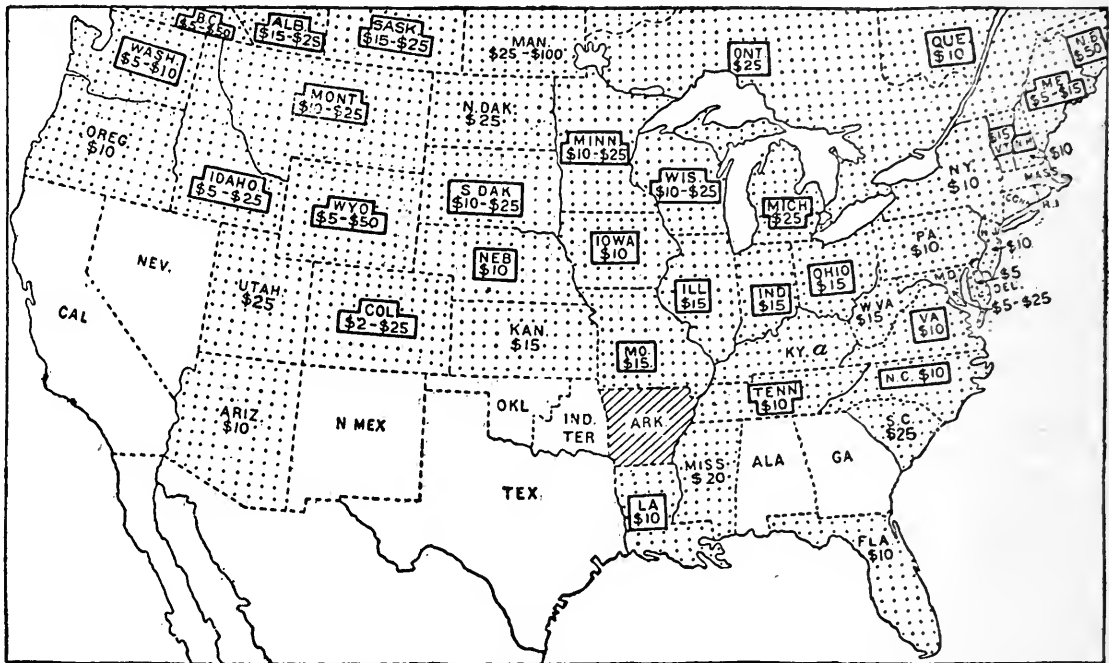 B.C.
$5-$50
ALB.
$15-$25
SASK.
$15-$25
MAN.
$25-$100
ONT
$25
QUE
$10
N.B.
$50
WASH.
$5-$10
MONT
$10-$25
N.DAK.
$25
MINN
$10-$25
WIS.
$10-$25
MICH
$25
ME
$5-$15
$15
VT.
N.H.
$10
MASS
CONN.
R.I.
N.Y.
$10
OREG.
$10
IDAHO
$5-$25
WYO
$5-$50
S.DAK
$10-$25
IOWA
$10
NEB
$10
PA.
$10.
N.J.
$10
NEV.
UTAH.
$25
COL.
$2-$25
KAN
$15
MO.
$15.
ILL
$15
IND
$15
OHIO
$15
W.VA
$15
MD.
$5
DEL.
$5-$25
VA
$10
KY. a
CAL
ARIZ.
$10
N MEX
OKL
IND.
TER
ARK.
TENN
$10
N.C. $10
S.C.
$25
MISS
$20
ALA
GA
TEX.
LA
$10
FLA
$10